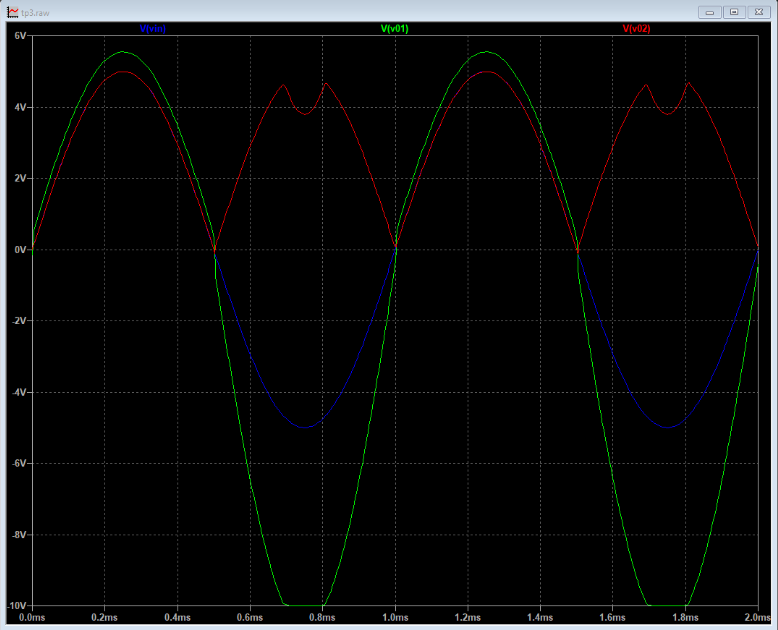 tp3.raw
V(vin) V(v01) V(v02)
6V
4V
2V
0V
-2V
-4V
-6V
-8V
-10V
0.0ms 0.2ms 0.4ms 0.6ms 0.8ms 1.0ms 1.2ms 1.4ms 1.6ms 1.8ms 2.0ms